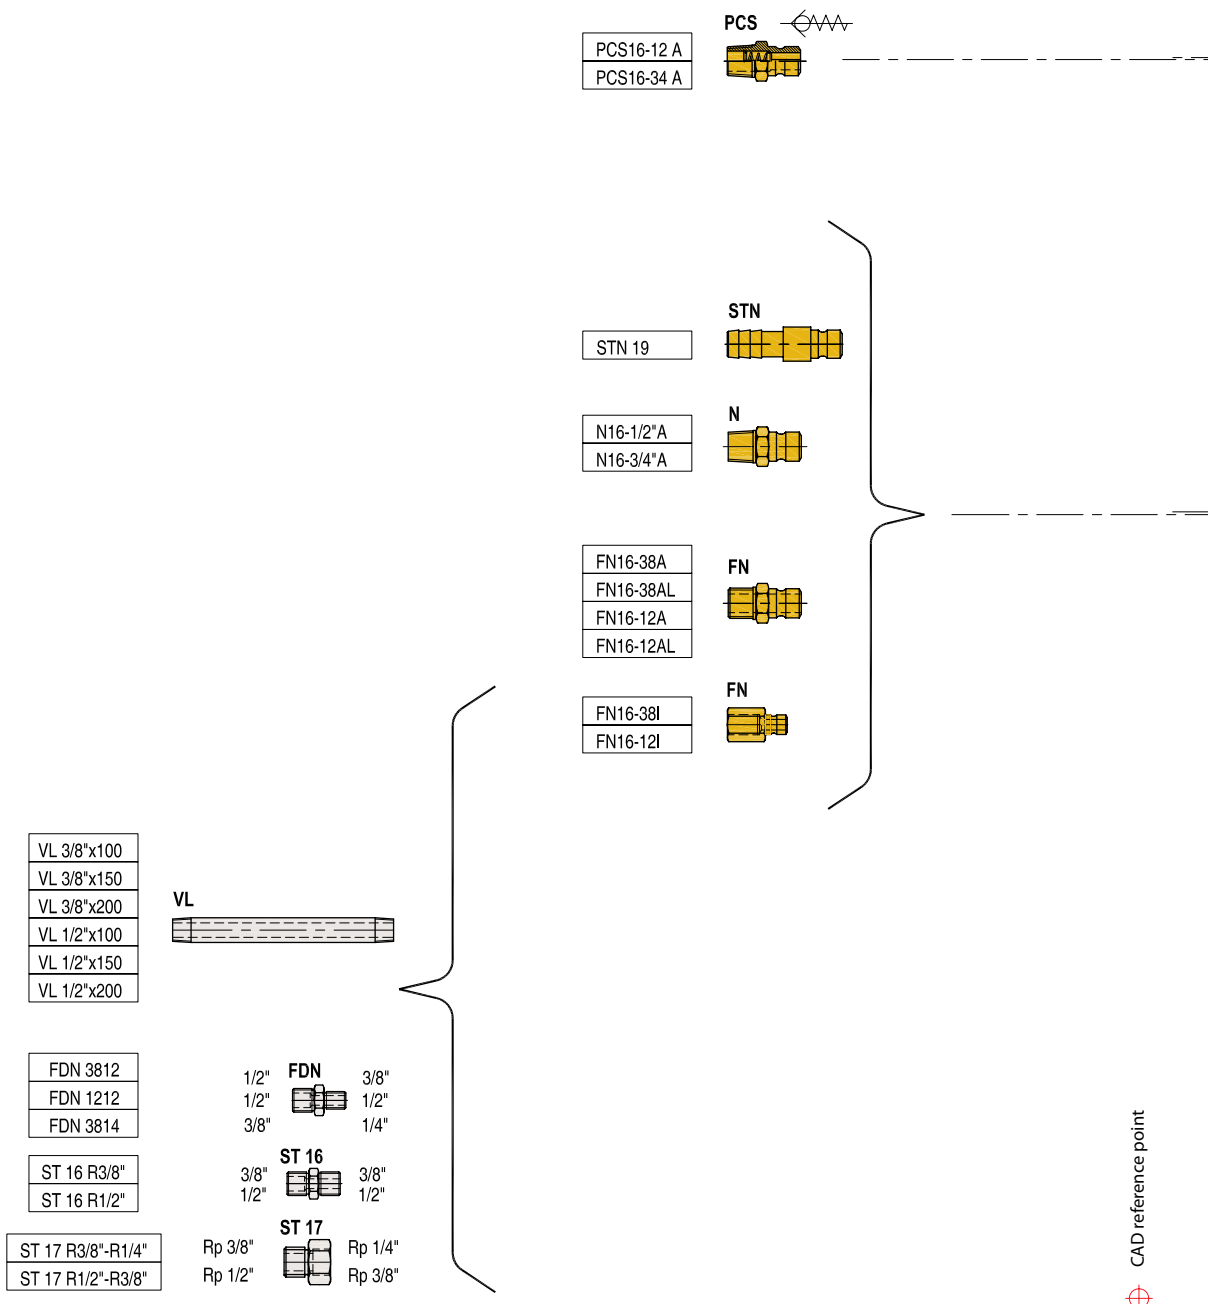 PCS
PCS16-12 A
PCS16-34 A
STN
STN 19
N
N16-1/2"A
N16-3/4"A
FN
FN16-38A
FN16-38AL
FN16-12A
FN16-12AL
FN
FN16-38I
FN16-12I
VL 3/8"x100
VL 3/8"x150
VL 3/8"x200
VL 1/2"x100
VL 1/2"x150
VL 1/2"x200
VL
FDN 3812
FDN 1212
FDN 3814
FDN
1/2" 3/8"
1/2" 1/2"
3/8" 1/4"
ST 16 R3/8"
ST 16 R1/2"
ST 16
3/8" 3/8"
1/2" 1/2"
ST 17
ST 17 R3/8"-R1/4"
ST 17 R1/2"-R3/8"
Rp 3/8" Rp 1/4"
Rp 1/2" Rp 3/8"
CAD reference point